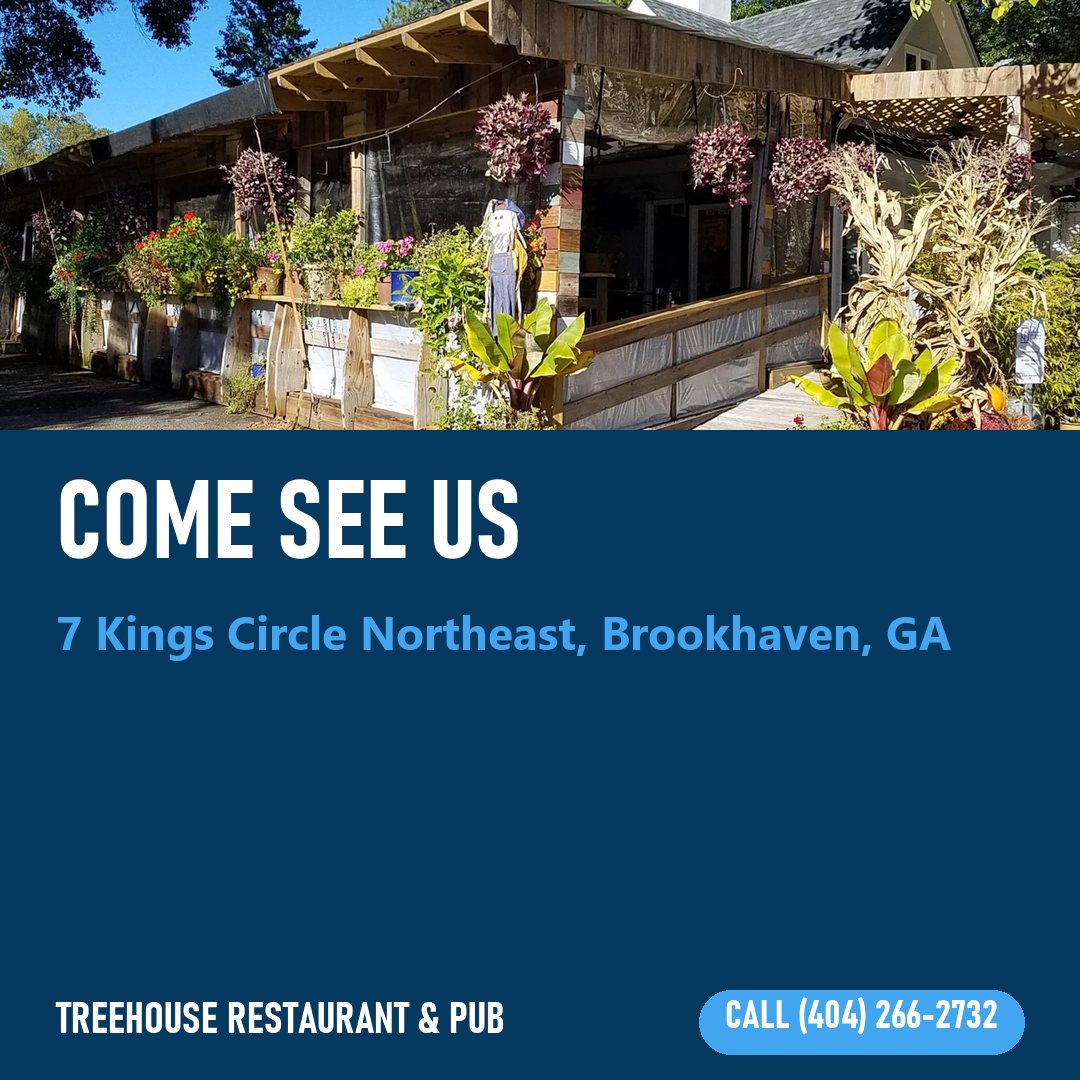 COME SEE US
7 Kings Circle Northeast, Brookhaven, GA
TREEHOUSE RESTAURANT & PUB
CALL (404) 266-2732